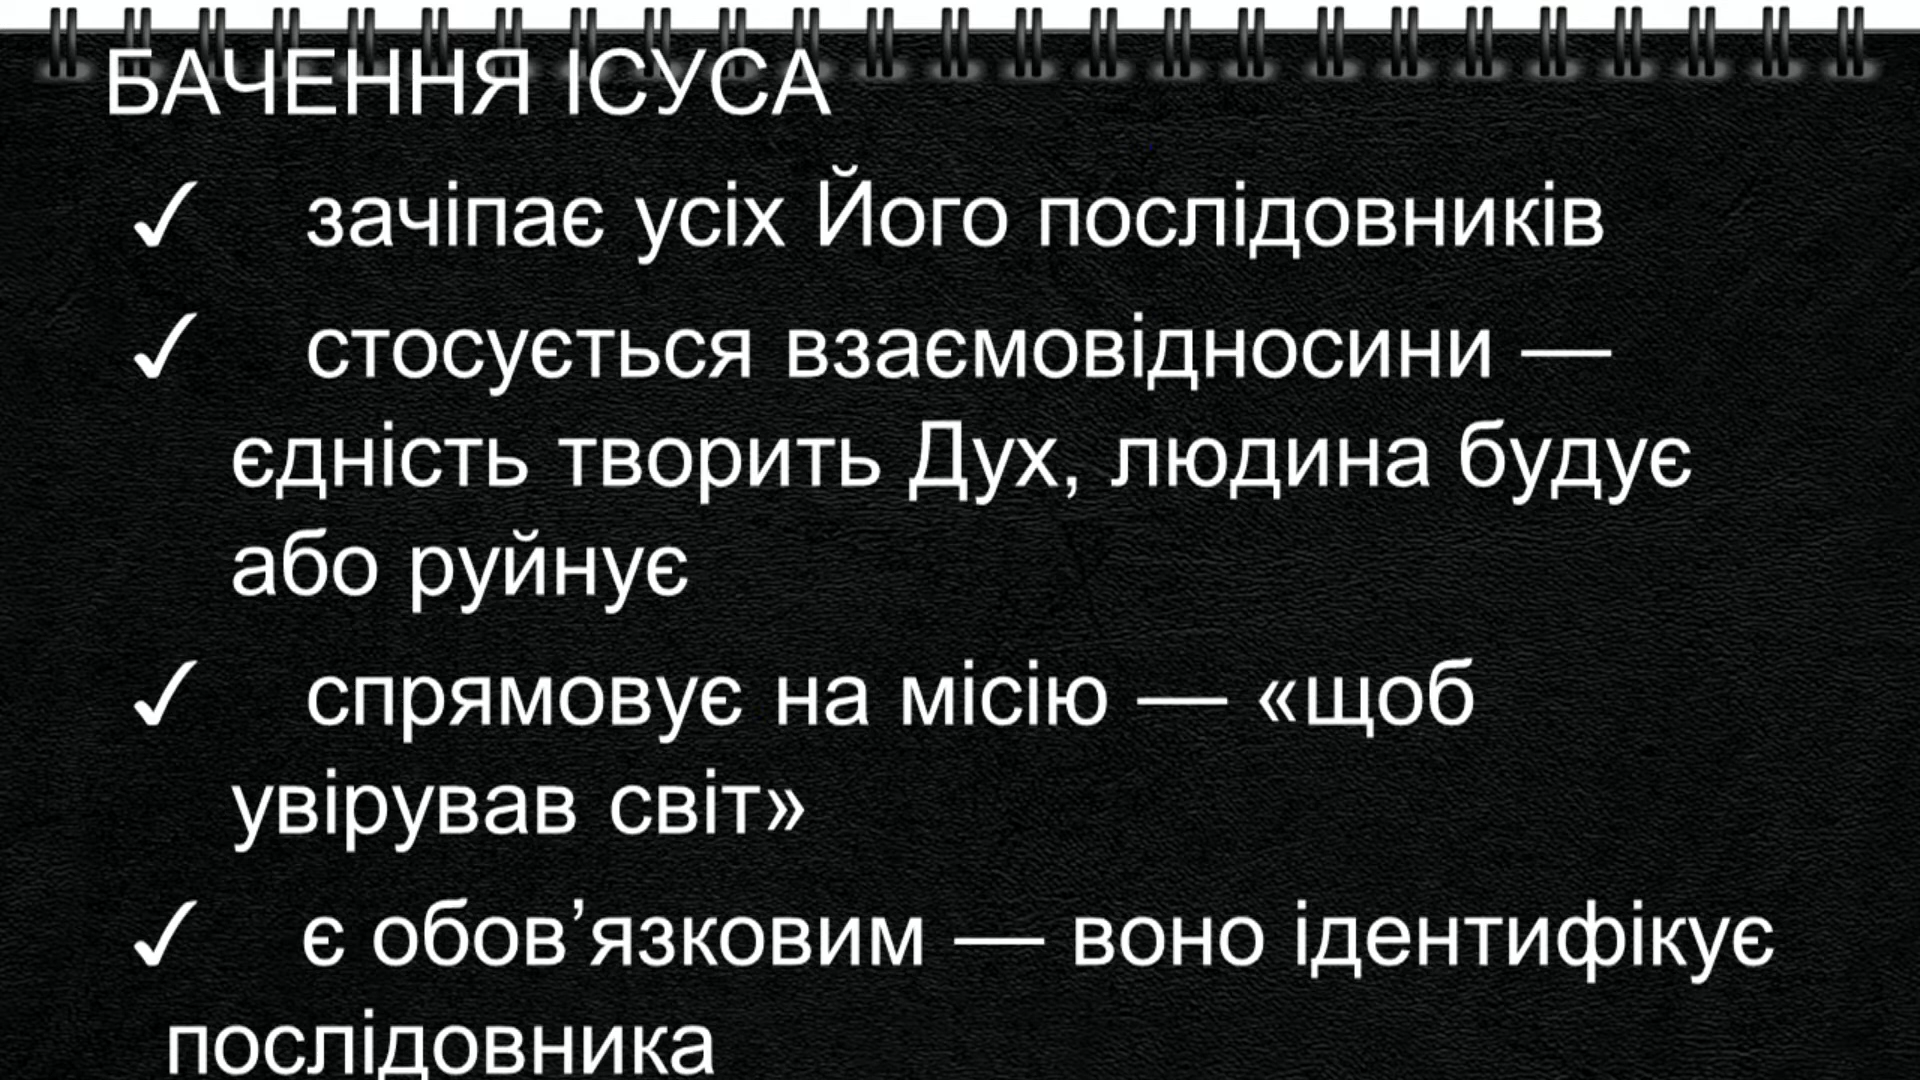 БАЧЕННЯ ІСУСА
✓ зачіпає усіх Його послідовників
✓ стосується взаємовідносини —
єдність творить Дух, людина будує
або руйнує
✓ спрямовує на місію — «щоб
увірував світ»
✓ є обов’язковим — воно ідентифікує
послідовника